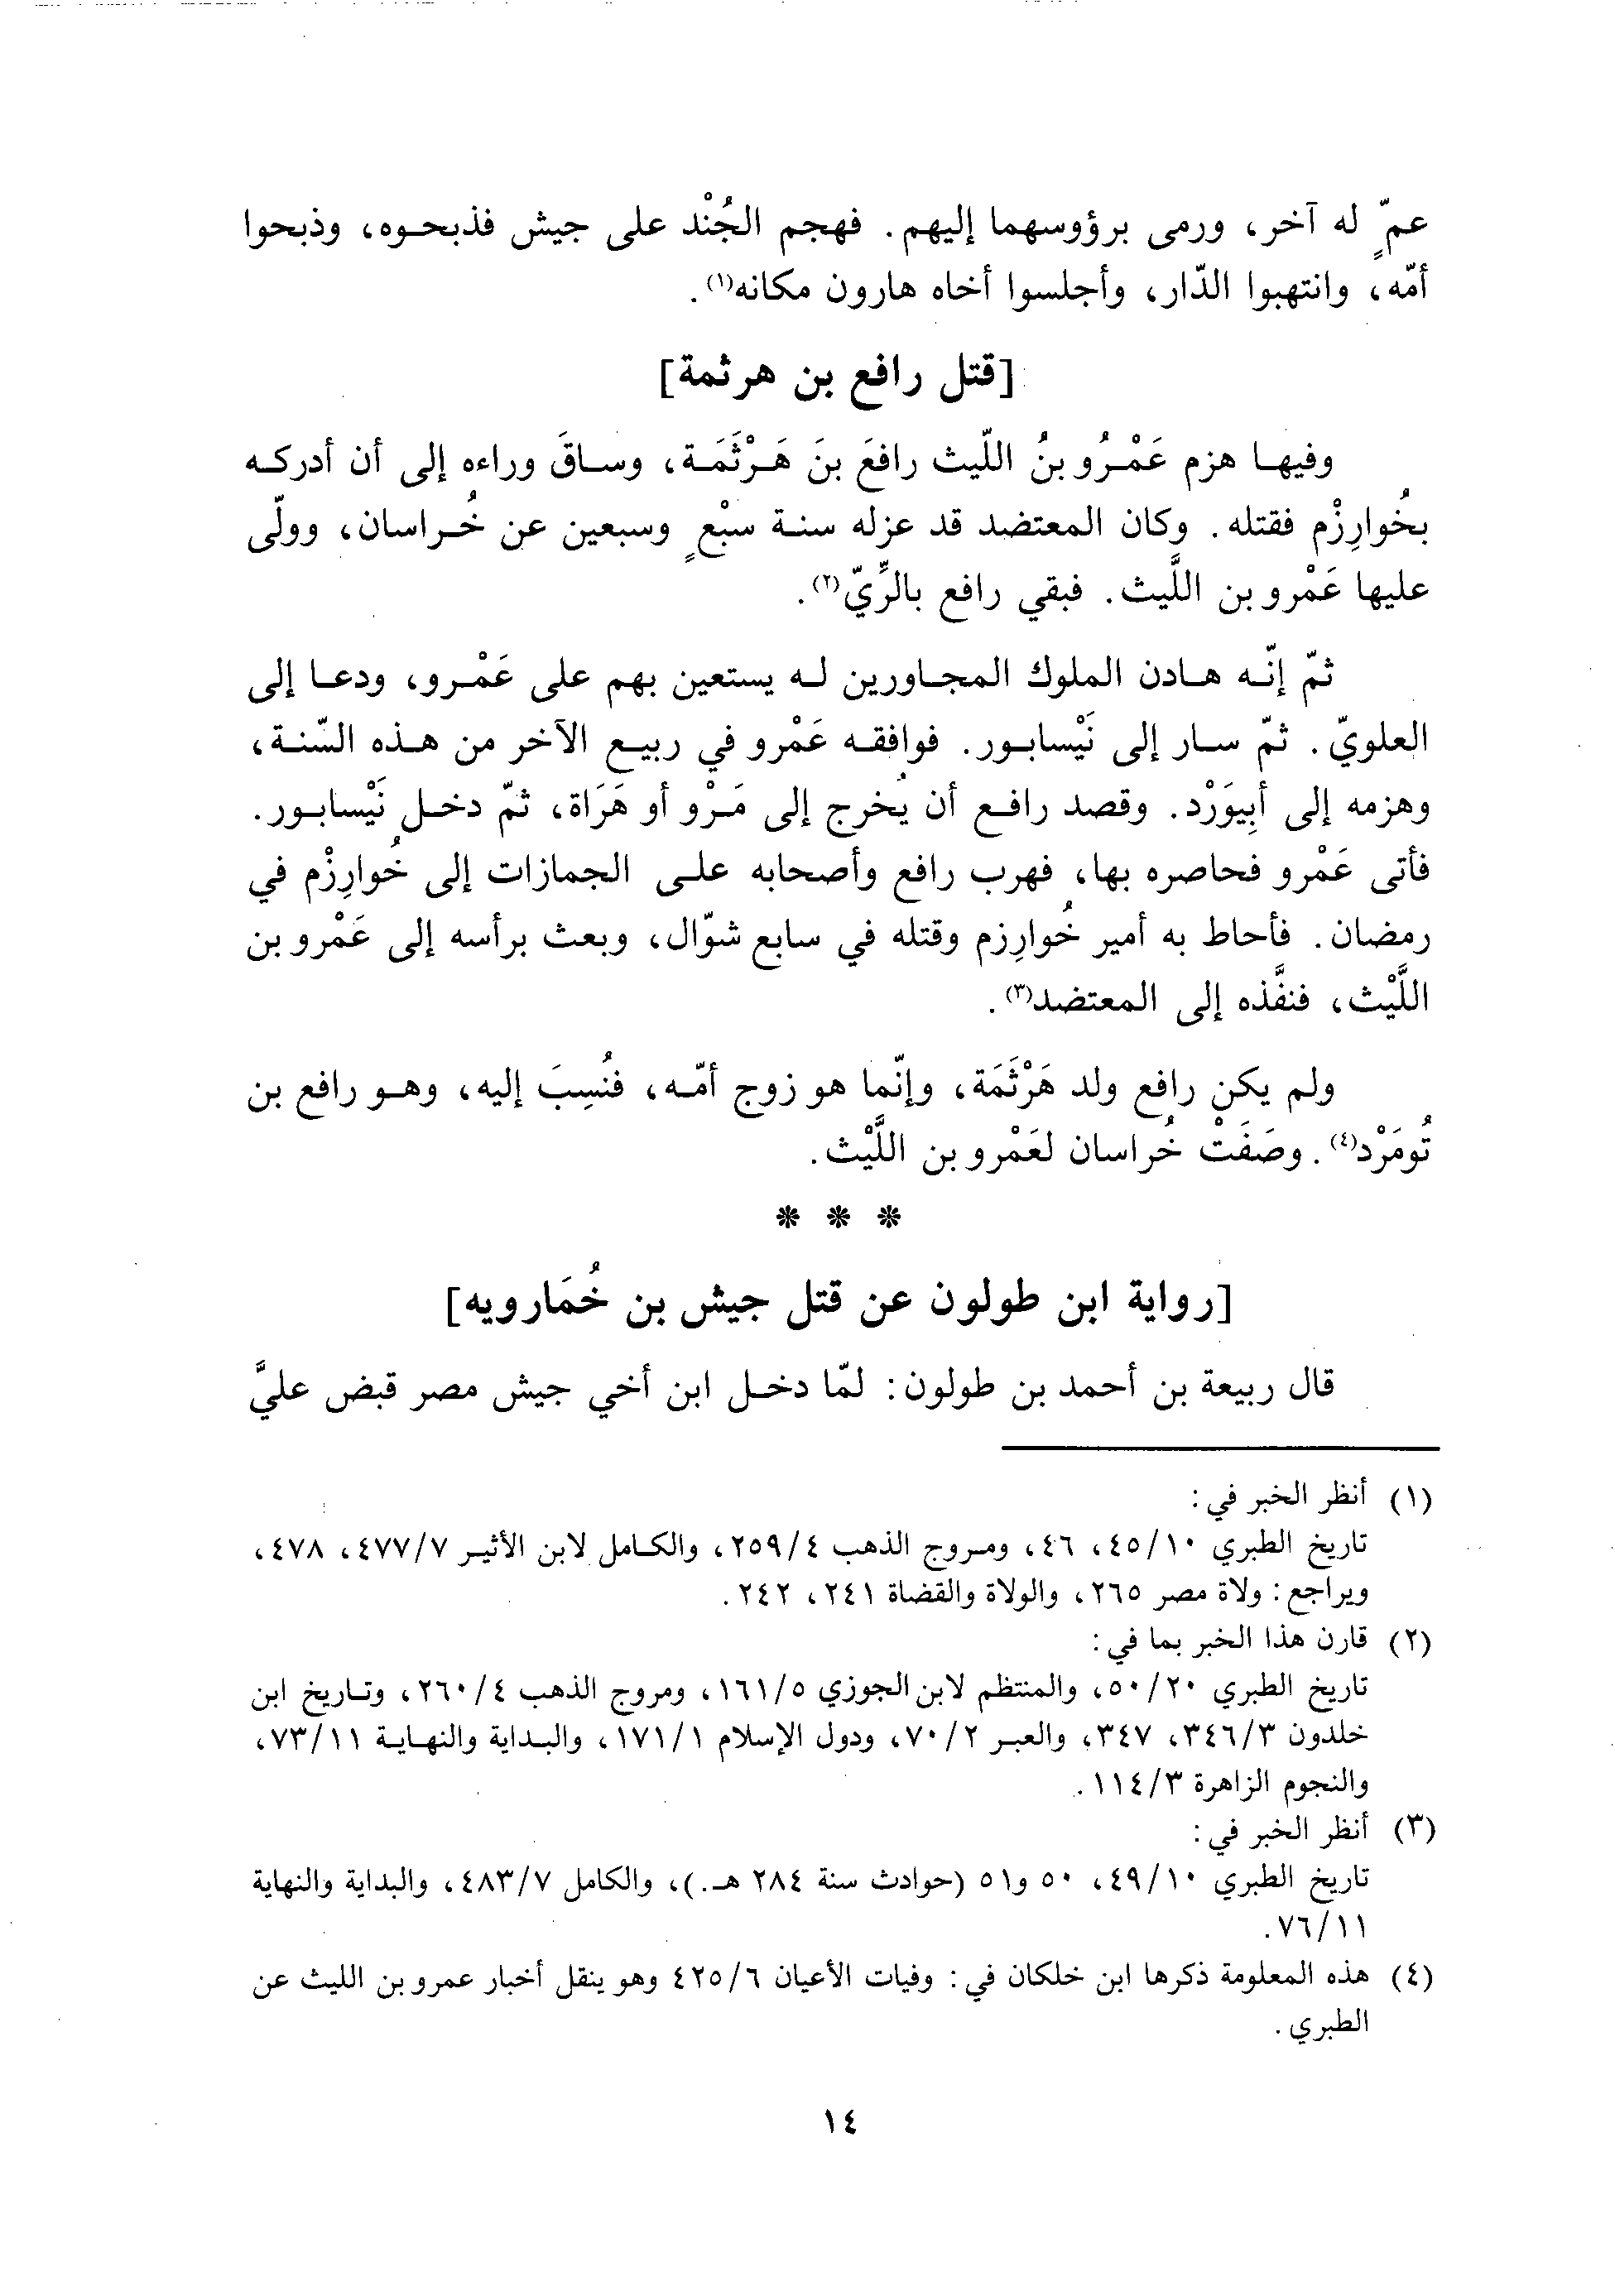 عمّ ٍ له آخر، ورمى برؤوسهما إليهم. فهجم الجُنْد على جيش فذبحوه، وذبحوا
أمّه، وانتهبوا الدّار، وأجلسوا أخاه هارون مكانه(١).
[قتل رافع بن هرثمة]
وفيها هزم عَمْرُو بنُ اللّيث رافعَ بنَ هَرْثَمَة، وساقَ وراءه إلى أن أدركه
بخُوارِزْم فقتله. وكان المعتضد قد عزله سنة سبْعٍ وسبعين عن خُراسان، وولّى
عليها عَمْرو بن اللَّيث. فبقي رافع بالرِّيّ(٢).
ثمّ إنّه هادن الملوك المجاورين له يستعين بهم على عَمْرو، ودعا إلى
العلويّ. ثمّ سار إلى نَيْسابور. فوافقه عَمْرو في ربيع الآخر من هذه السّنة،
وهزمه إلى أبِيوَرْد. وقصد رافع أن يُخرج إلى مَرْو أو هَرَاة، ثمّ دخل نَيْسابور.
فأتى عَمْرو فحاصره بها، فهرب رافع وأصحابه على الجمازات إلى خُوارِزْم في
رمضان. فأحاط به أمير خُوارِزم وقتله في سابع شوّال، وبعث برأسه إلى عَمْرو بن
اللَّيْث، فنفَّذه إلى المعتضد(٣).
ولم يكن رافع ولد هَرْثَمَة، وإنّما هو زوج أمّه، فنُسِبَ إليه، وهو رافع بن
تُومَرْد(٤). وصَفَتْ خُراسان لعَمْرو بن اللَّيْث.
* * *
[رواية ابن طولون عن قتل جيش بن خُمَارويه]
قال ربيعة بن أحمد بن طولون: لمّا دخل ابن أخي جيش مصر قبض عليَّ
(١) أنظر الخبر في:
تاريخ الطبري ٤٥/١٠، ٤٦، ومروج الذهب ٢٥٩/٤، والكامل لابن الأثير ٤٧٧/٧، ٤٧٨،
ويراجع: ولاة مصر ٢٦٥، والولاة والقضاة ٢٤١، ٢٤٢.
(٢) قارن هذا الخبر بما في:
تاريخ الطبري ٥٠/٢٠، والمنتظم لابن الجوزي ١٦١/٥، ومروج الذهب ٢٦٠/٤، وتاريخ ابن
خلدون ٣٤٦/٣، ٣٤٧، والعبر ٧٠/٢، ودول الإسلام ١٧١/١، والبداية والنهاية ٧٣/١١،
والنجوم الزاهرة ١١٤/٣.
(٣) أنظر الخبر في:
تاريخ الطبري ٤٩/١٠، ٥٠ و٥١ (حوادث سنة ٢٨٤ هـ.)، والكامل ٤٨٣/٧، والبداية والنهاية
٧٦/١١.
(٤) هذه المعلومة ذكرها ابن خلكان في: وفيات الأعيان ٤٢٥/٦ وهو ينقل أخبار عمرو بن الليث عن
الطبري.
١٤